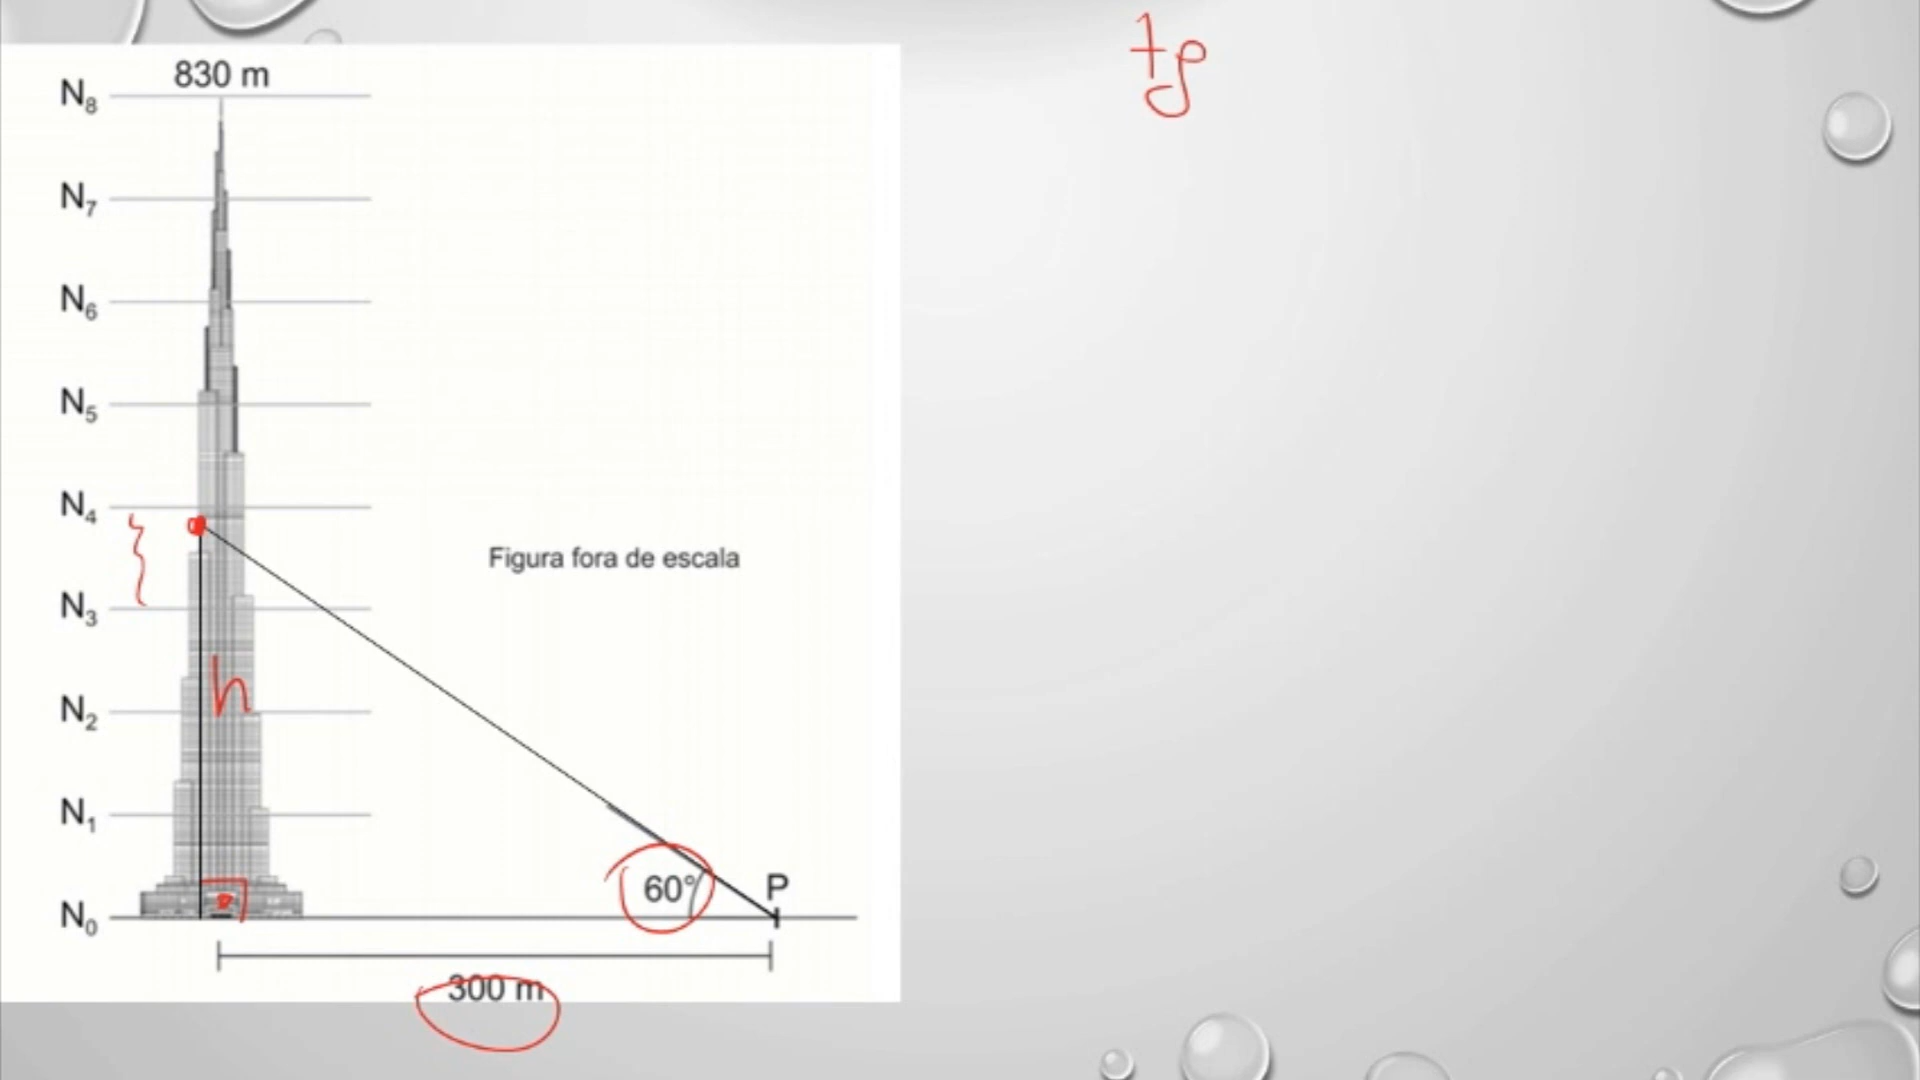 830 m
tg
N₈
N₇
N₆
N₅
N₄
Figura fora de escala
N₃
h
N₂
N₁
60°
P
N₀
300 m